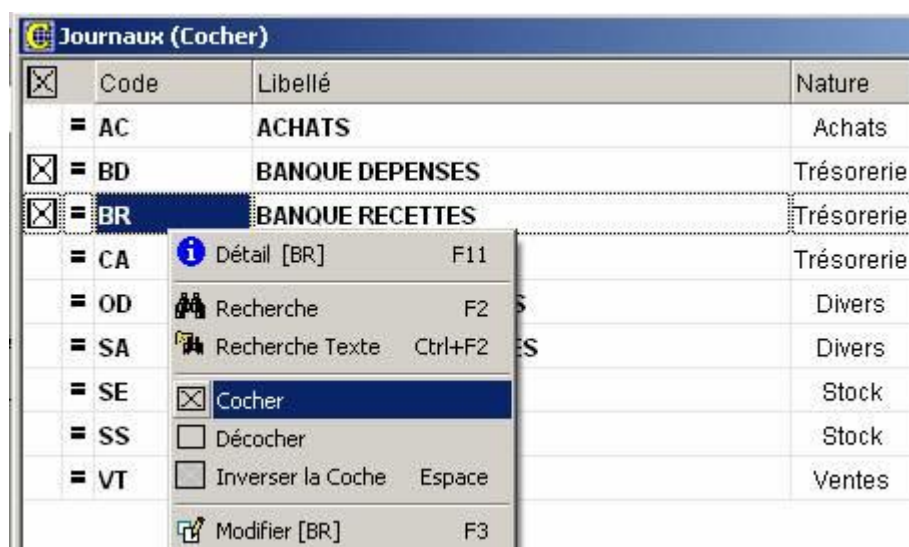 Journaux (Cocher)
Code Libellé Nature
= AC ACHATS Achats
= BD BANQUE DEPENSES Trésorerie
= BR BANQUE RECETTES Trésorerie
= CA Trésorerie
= OD S Divers
= SA ES Divers
= SE Stock
= SS Stock
= VT Ventes
Détail [BR] F11
Recherche F2
Recherche Texte Ctrl+F2
Cocher
Décocher
Inverser la Coche Espace
Modifier [BR] F3